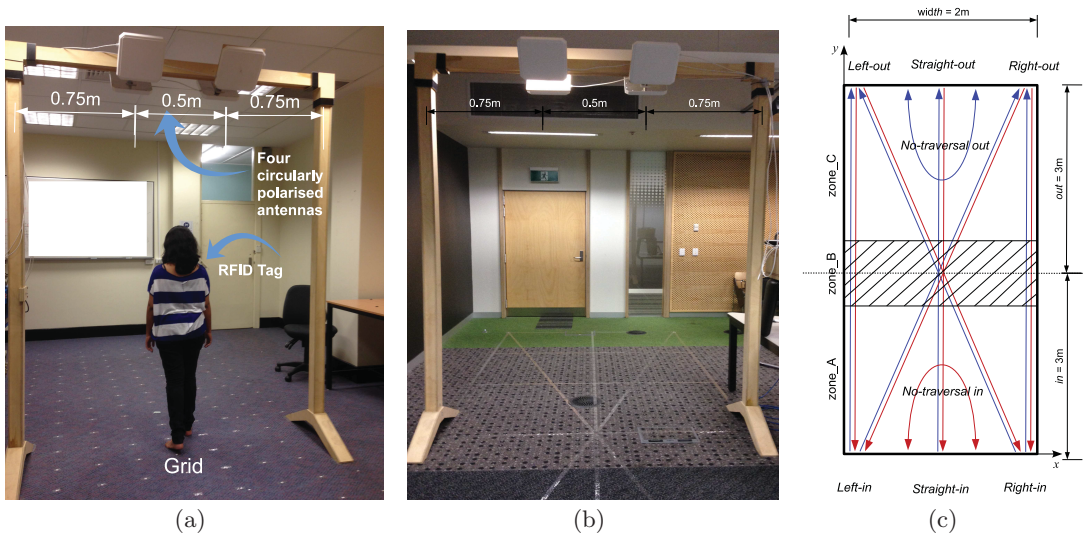 0.75m
0.5m
0.75m
Four
circularly
polarised
antennas
RFID Tag
Grid
(a)
0.75m
0.5m
0.75m
(b)
width = 2m
y
Left-out
Straight-out
Right-out
No-traversal out
zone_C
out = 3m
zone_B
zone_A
in = 3m
No-traversal in
x
Left-in
Straight-in
Right-in
(c)